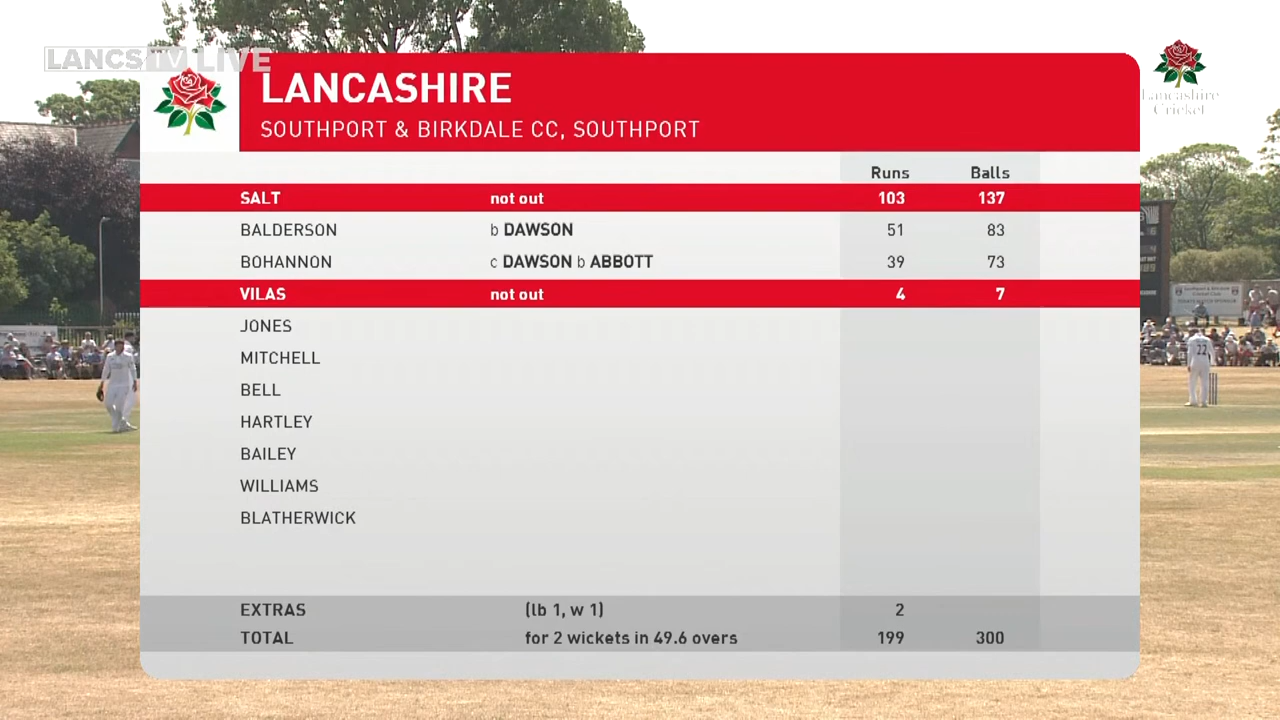 LANCS TV LIVE
LANCASHIRE
SOUTHPORT & BIRKDALE CC, SOUTHPORT
Lancashire
Cricket
Runs Balls
SALT not out 103 137
BALDERSON b DAWSON 51 83
BOHANNON c DAWSON b ABBOTT 39 73
VILAS not out 4 7
JONES
MITCHELL
BELL
HARTLEY
BAILEY
WILLIAMS
BLATHERWICK
EXTRAS (lb 1, w 1) 2
TOTAL for 2 wickets in 49.6 overs 199 300
22